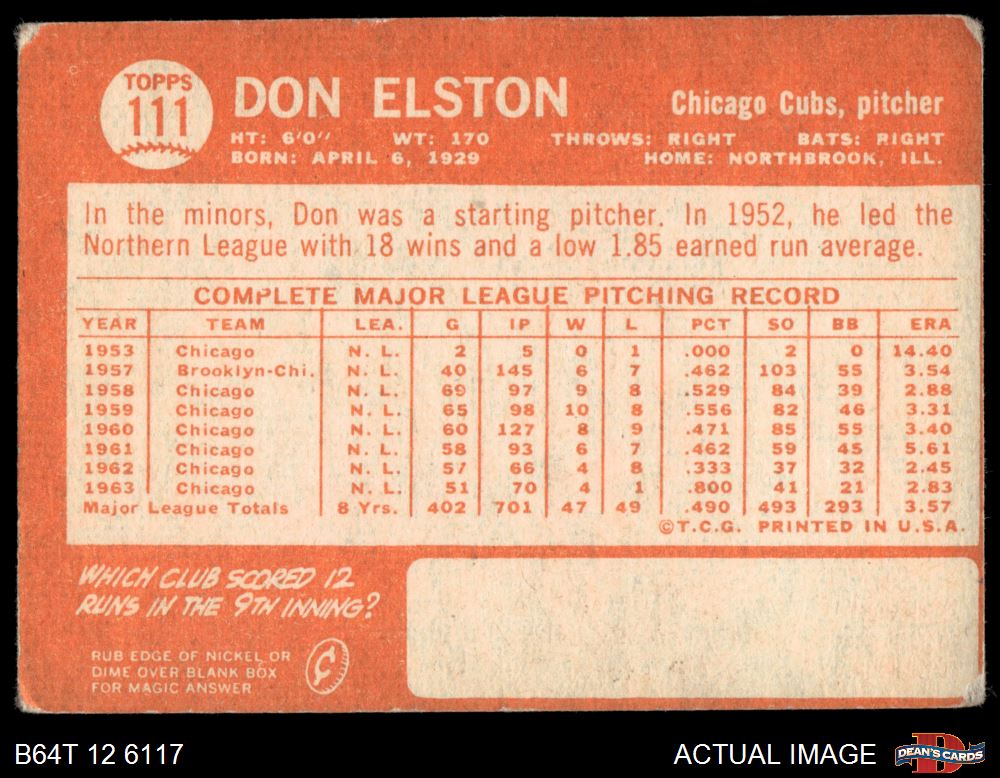 TOPPS
111
DON ELSTON
Chicago Cubs, pitcher
HT: 6'0" WT: 170 THROWS: RIGHT BATS: RIGHT
BORN: APRIL 6, 1929 HOME: NORTHBROOK, ILL.
In the minors, Don was a starting pitcher. In 1952, he led the
Northern League with 18 wins and a low 1.85 earned run average.
COMPLETE MAJOR LEAGUE PITCHING RECORD
YEAR TEAM LEA. G IP W L PCT SO BB ERA
1953 Chicago N. L. 2 5 0 1 .000 2 0 14.40
1957 Brooklyn-Chi. N. L. 40 145 6 7 .462 103 55 3.54
1958 Chicago N. L. 69 97 9 8 .529 84 39 2.88
1959 Chicago N. L. 65 98 10 8 .556 82 46 3.31
1960 Chicago N. L. 60 127 8 9 .471 85 55 3.40
1961 Chicago N. L. 58 93 6 7 .462 59 45 5.61
1962 Chicago N. L. 57 66 4 8 .333 37 32 2.45
1963 Chicago N. L. 51 70 4 1 .800 41 21 2.83
Major League Totals 8 Yrs. 402 701 47 49 .490 493 293 3.57
©T.C.G. PRINTED IN U.S.A.
WHICH CLUB SCORED 12
RUNS IN THE 9TH INNING?
RUB EDGE OF NICKEL OR
DIME OVER BLANK BOX
FOR MAGIC ANSWER
¢
B64T 12 6117
ACTUAL IMAGE
D
DEAN'S CARDS